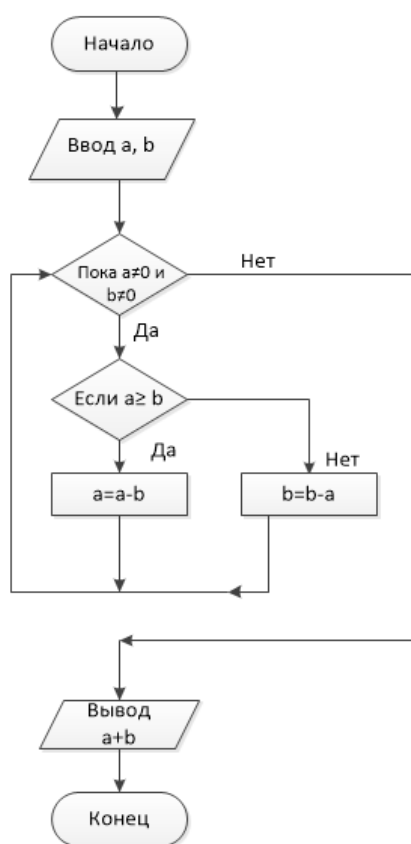 Начало
Ввод a, b
Пока a≠0 и
b≠0
Нет
Да
Если a≥ b
Да
Нет
a=a-b
b=b-a
Вывод
a+b
Конец